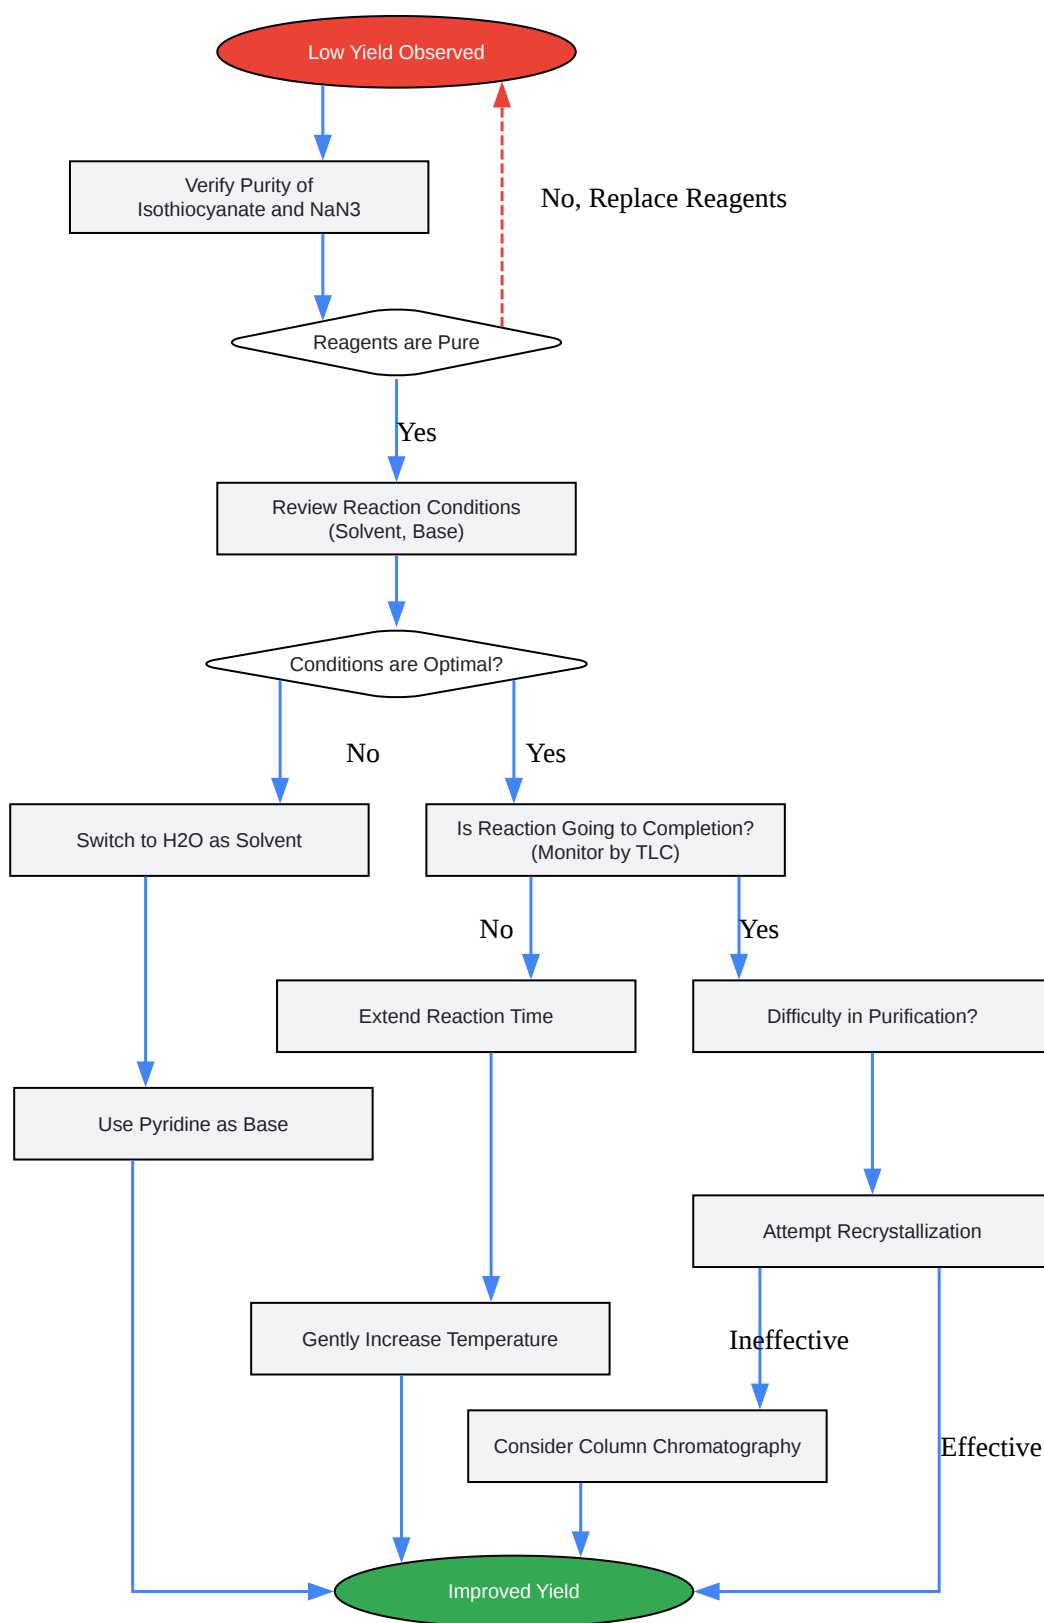 Low Yield Observed
Verify Purity of
Isothiocyanate and NaN3
No, Replace Reagents
Reagents are Pure
Yes
Review Reaction Conditions
(Solvent, Base)
Conditions are Optimal?
No
Yes
Switch to H2O as Solvent
Is Reaction Going to Completion?
(Monitor by TLC)
No
Yes
Extend Reaction Time
Difficulty in Purification?
Use Pyridine as Base
Attempt Recrystallization
Gently Increase Temperature
Ineffective
Consider Column Chromatography
Effective
Improved Yield